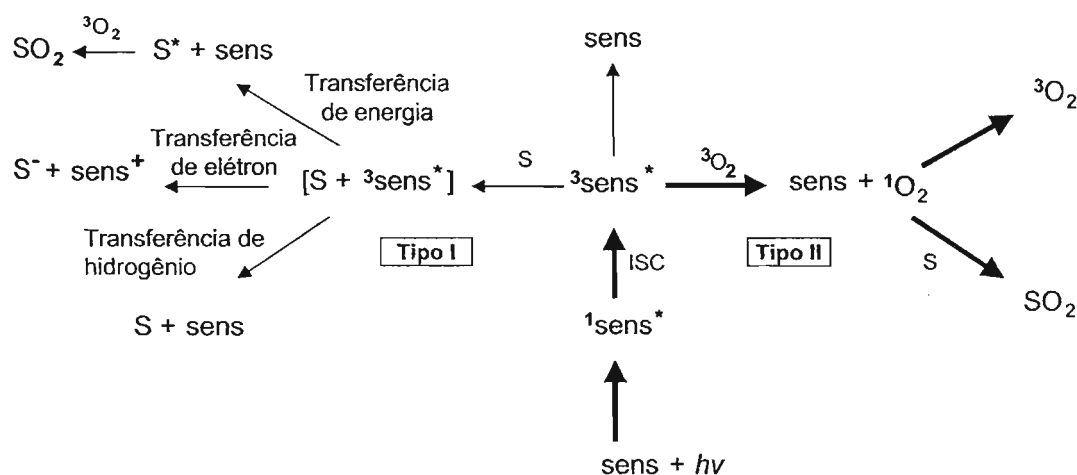 sens
³O₂
SO₂ S* + sens
³O₂
Transferência
de energia
Transferência
de elétron
S⁻ + sens⁺
[S + ³sens*]
S
³sens*
³O₂
sens + ¹O₂
Transferência de
hidrogênio
Tipo I
Tipo II
ISC
S
S + sens
¹sens*
SO₂
sens + hν